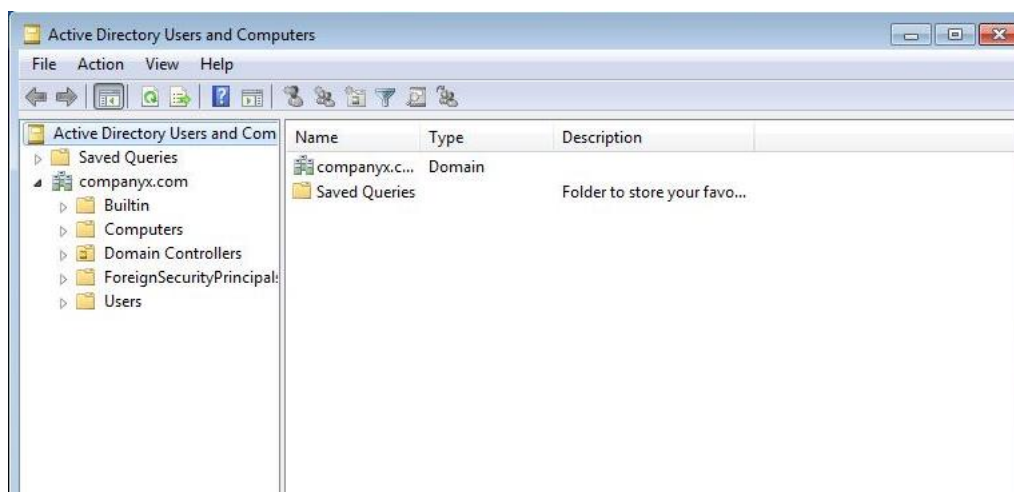 Active Directory Users and Computers
File Action View Help
Active Directory Users and Com
Saved Queries
companyx.com
Builtin
Computers
Domain Controllers
ForeignSecurityPrincipals
Users
Name Type Description
companyx.c... Domain
Saved Queries Folder to store your favo...